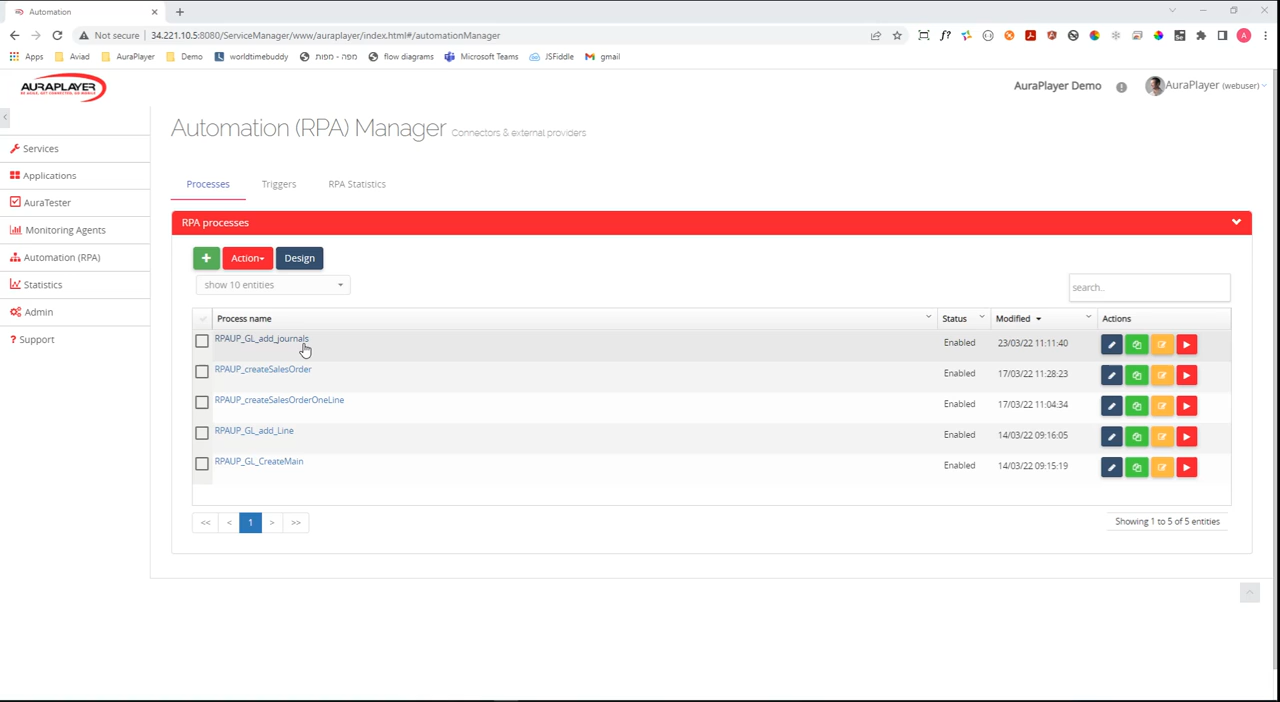 Automation
Not secure 34.221.10.5:8080/ServiceManager/www/auraplayer/index.html#/automationManager
Apps Aviad AuraPlayer Demo worldtimebuddy מפה - מפות flow diagrams Microsoft Teams JSFiddle gmail
AURAPLAYER
AuraPlayer Demo AuraPlayer (webuser)
Automation (RPA) Manager Connectors & external providers
Services
Applications
AuraTester
Monitoring Agents
Automation (RPA)
Statistics
Admin
? Support
Processes Triggers RPA Statistics
RPA processes
+ Action Design
show 10 entities search..
Process name Status Modified Actions
RPAUP_GL_add_journals Enabled 23/03/22 11:11:40
RPAUP_createSalesOrder Enabled 17/03/22 11:28:23
RPAUP_createSalesOrderOneLine Enabled 17/03/22 11:04:34
RPAUP_GL_add_Line Enabled 14/03/22 09:16:05
RPAUP_GL_CreateMain Enabled 14/03/22 09:15:19
<< < 1 > >> Showing 1 to 5 of 5 entities